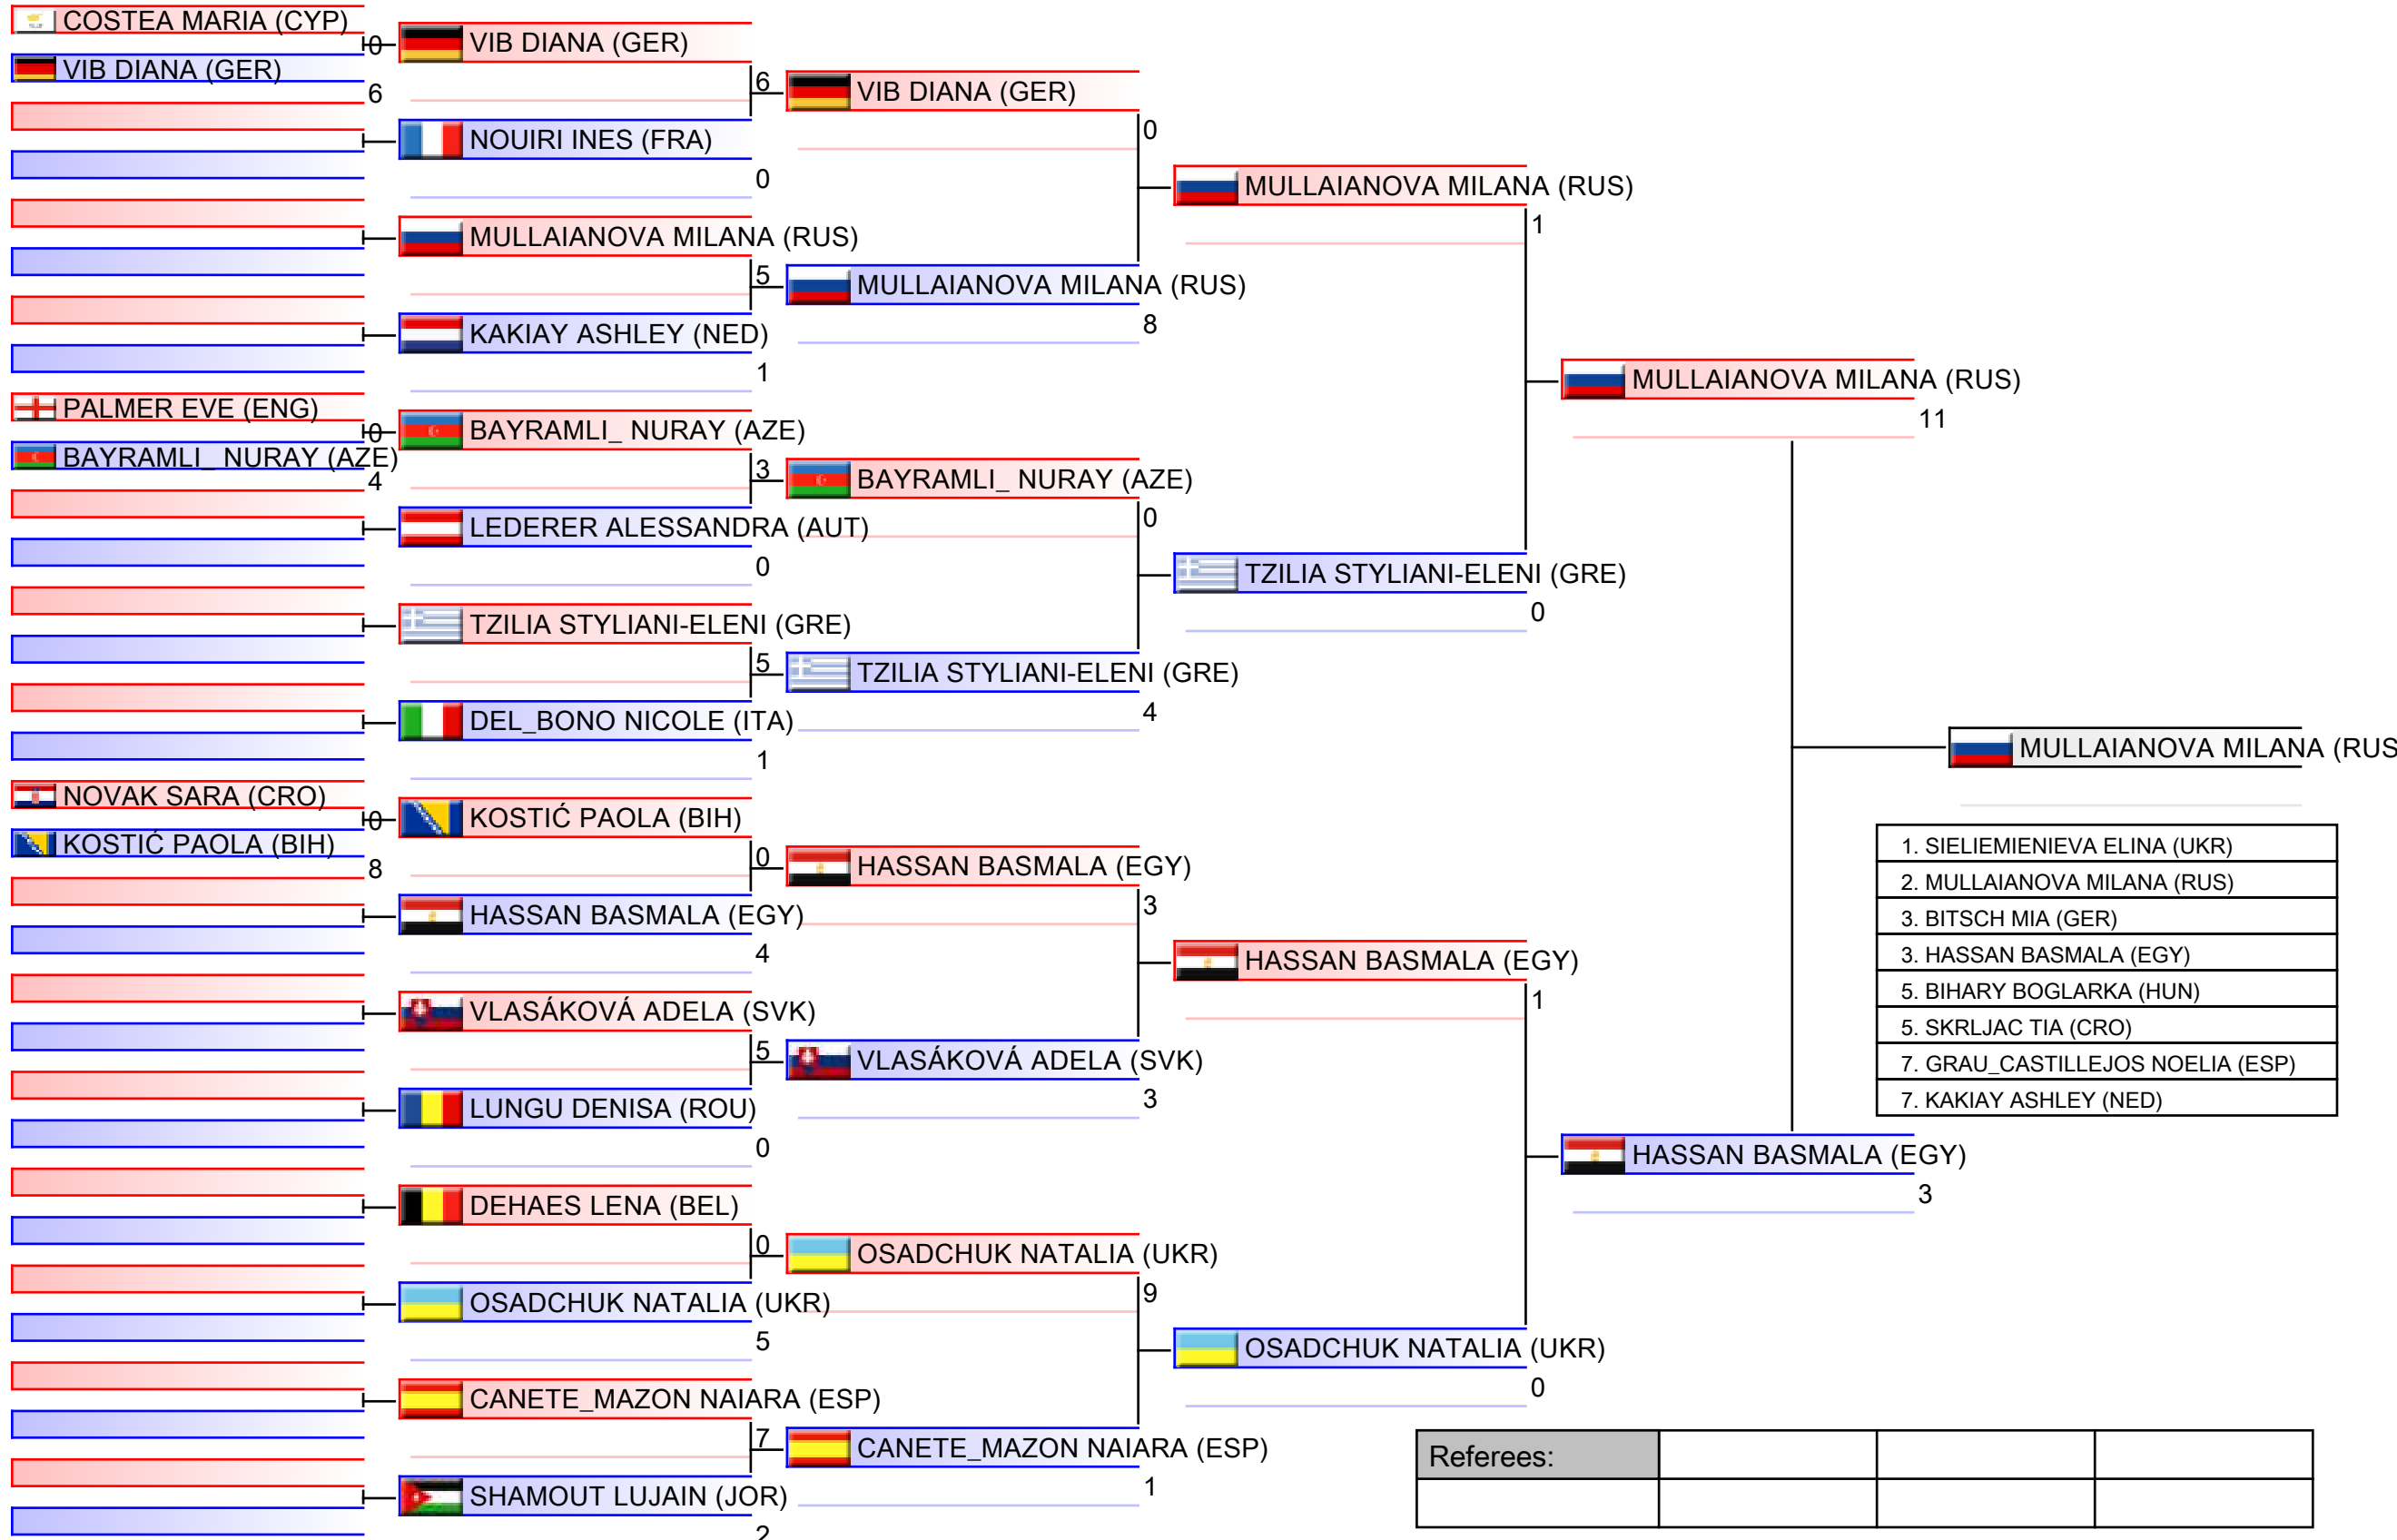 COSTEA MARIA (CYP)
0
VIB DIANA (GER)
6
PALMER EVE (ENG)
0
BAYRAMLI_ NURAY (AZE)
4
NOVAK SARA (CRO)
0
KOSTIĆ PAOLA (BIH)
8
VIB DIANA (GER)
6
NOUIRI INES (FRA)
0
MULLAIANOVA MILANA (RUS)
5
KAKIAY ASHLEY (NED)
1
BAYRAMLI_ NURAY (AZE)
3
LEDERER ALESSANDRA (AUT)
0
TZILIA STYLIANI-ELENI (GRE)
5
DEL_BONO NICOLE (ITA)
1
KOSTIĆ PAOLA (BIH)
0
HASSAN BASMALA (EGY)
4
VLASÁKOVÁ ADELA (SVK)
5
LUNGU DENISA (ROU)
0
DEHAES LENA (BEL)
0
OSADCHUK NATALIA (UKR)
5
CANETE_MAZON NAIARA (ESP)
7
SHAMOUT LUJAIN (JOR)
2
VIB DIANA (GER)
0
MULLAIANOVA MILANA (RUS)
8
BAYRAMLI_ NURAY (AZE)
0
TZILIA STYLIANI-ELENI (GRE)
4
HASSAN BASMALA (EGY)
3
VLASÁKOVÁ ADELA (SVK)
3
OSADCHUK NATALIA (UKR)
9
CANETE_MAZON NAIARA (ESP)
1
MULLAIANOVA MILANA (RUS)
1
TZILIA STYLIANI-ELENI (GRE)
0
HASSAN BASMALA (EGY)
1
OSADCHUK NATALIA (UKR)
0
MULLAIANOVA MILANA (RUS)
11
HASSAN BASMALA (EGY)
3
MULLAIANOVA MILANA (RUS
1. SIELIEMIENIEVA ELINA (UKR)
2. MULLAIANOVA MILANA (RUS)
3. BITSCH MIA (GER)
3. HASSAN BASMALA (EGY)
5. BIHARY BOGLARKA (HUN)
5. SKRLJAC TIA (CRO)
7. GRAU_CASTILLEJOS NOELIA (ESP)
7. KAKIAY ASHLEY (NED)
Referees: